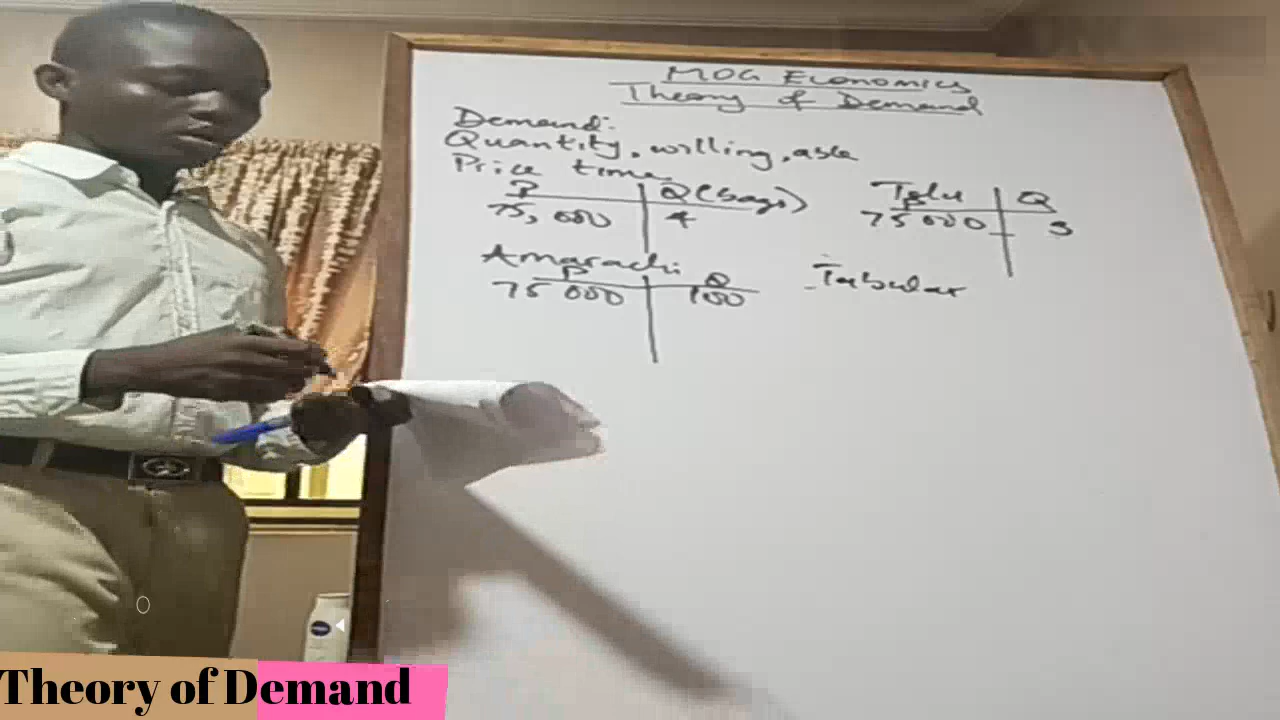 MOG Economics
Theory of Demand
Demand:
Quantity, willing, able
Price time
P Q (bags)
75,000 4
Tolu
P Q
75000 3
Amarachi
P Q
75000 100
Tabular
NIVEA
Theory of Demand